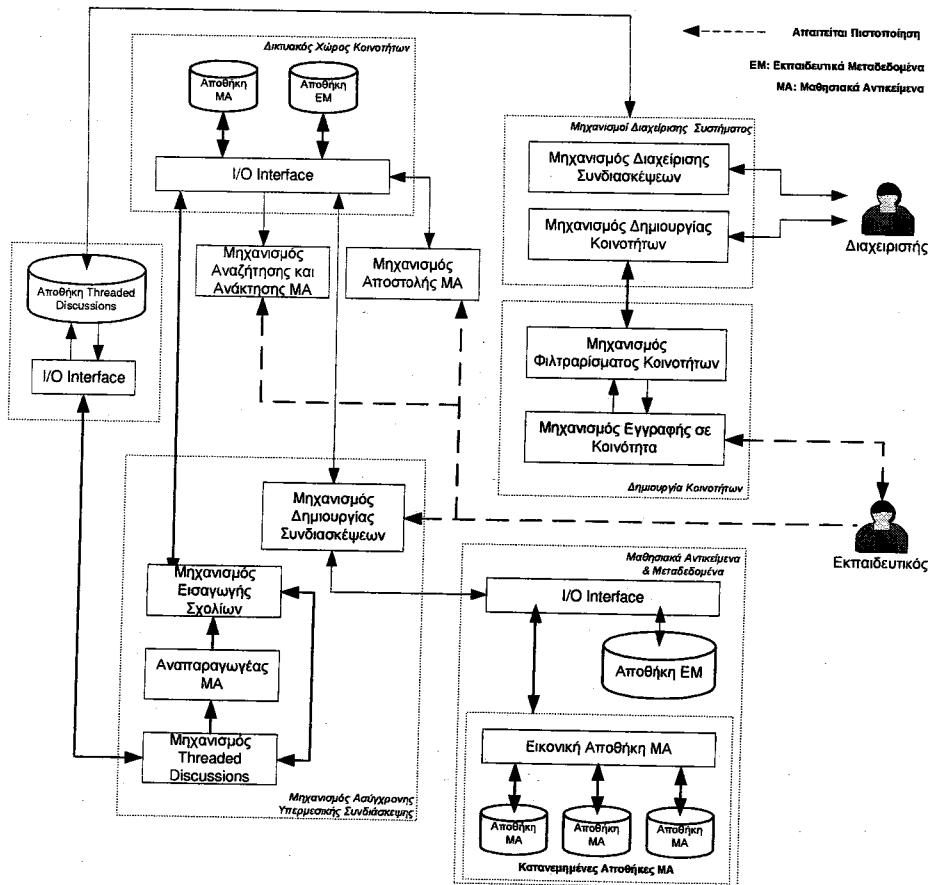 Απαιτείται Πιστοποίηση
ΕΜ: Εκπαιδευτικά Μεταδεδομένα
ΜΑ: Μαθησιακά Αντικείμενα
Δικτυακός Χώρος Κοινοτήτων
Αποθήκη
ΜΑ
Αποθήκη
ΕΜ
I/O Interface
Μηχανισμός
Αναζήτησης και
Ανάκτησης ΜΑ
Μηχανισμός
Αποστολής ΜΑ
Μηχανισμοί Διαχείρισης Συστήματος
Μηχανισμός Διαχείρισης
Συνδιασκέψεων
Μηχανισμός Δημιουργίας
Κοινοτήτων
Διαχειριστής
Αποθήκη Threaded
Discussions
I/O Interface
Μηχανισμός
Φιλτραρίσματος Κοινοτήτων
Μηχανισμός Εγγραφής σε
Κοινότητα
Δημιουργία Κοινοτήτων
Εκπαιδευτικός
Μηχανισμός
Δημιουργίας
Συνδιασκέψεων
Μηχανισμός
Εισαγωγής
Σχολίων
Αναπαραγωγέας
ΜΑ
Μηχανισμός
Threaded
Discussions
Μηχανισμός Ασύγχρονης
Υπερμεσικής Συνδιάσκεψης
Μαθησιακά Αντικείμενα
& Μεταδεδομένα
I/O Interface
Αποθήκη ΕΜ
Εικονική Αποθήκη ΜΑ
Αποθήκη
ΜΑ
Αποθήκη
ΜΑ
Αποθήκη
ΜΑ
Κατανεμημένες Αποθήκες ΜΑ